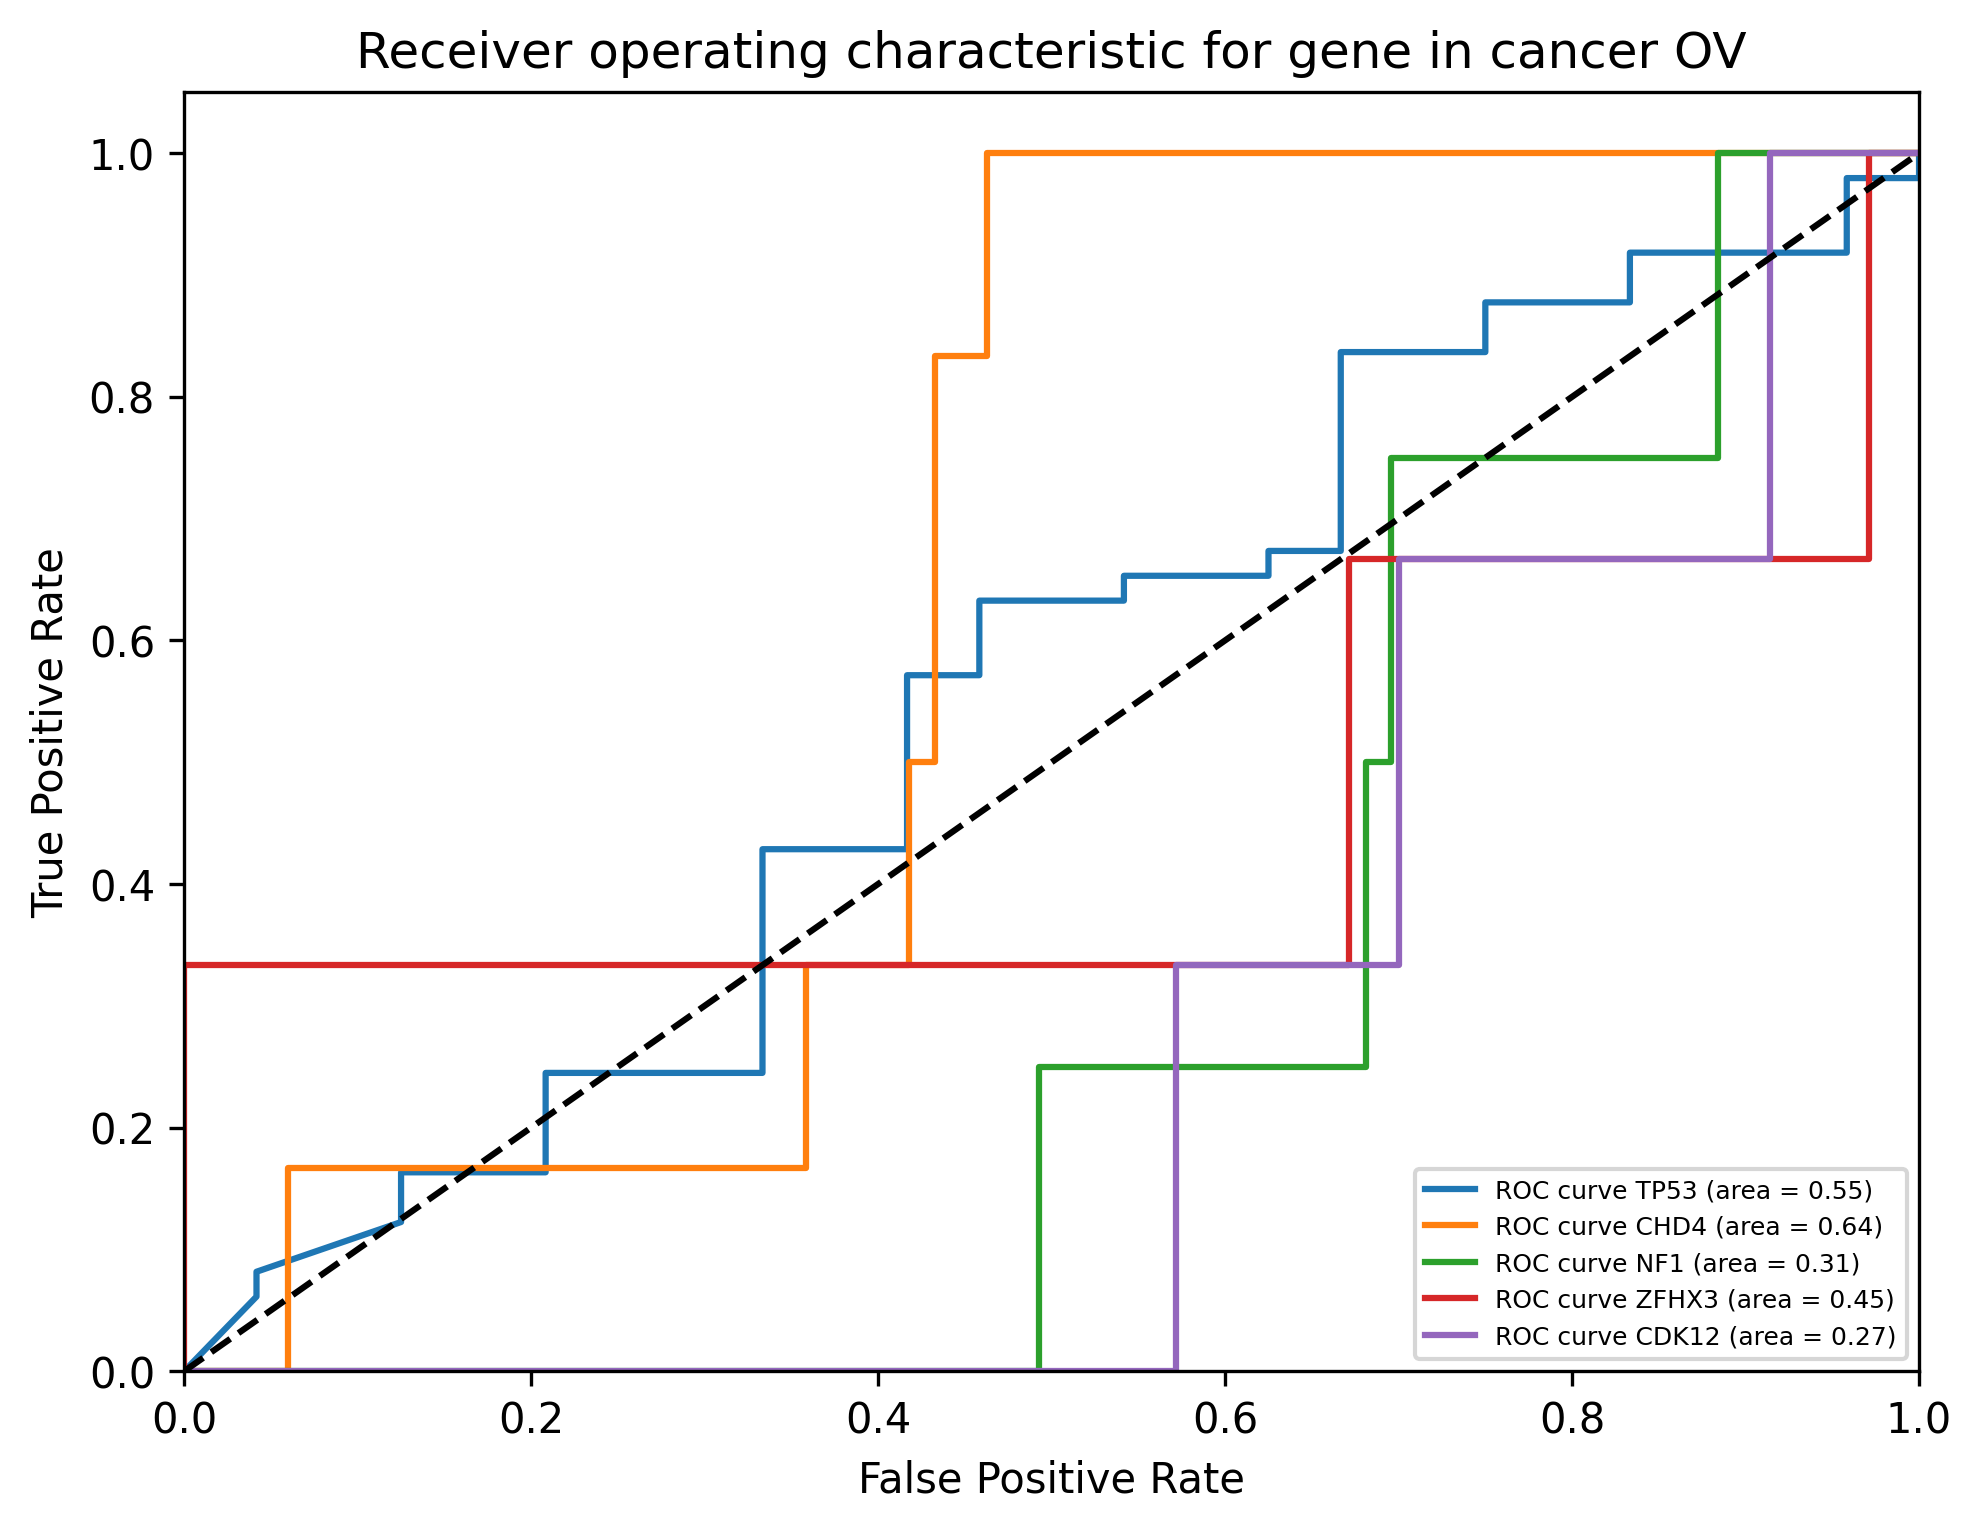 Receiver operating characteristic for gene in cancer OV
True Positive Rate
1.0
0.8
0.6
0.4
0.2
0.0
ROC curve TP53 (area = 0.55)
ROC curve CHD4 (area = 0.64)
ROC curve NF1 (area = 0.31)
ROC curve ZFHX3 (area = 0.45)
ROC curve CDK12 (area = 0.27)
0.0 0.2 0.4 0.6 0.8 1.0
False Positive Rate